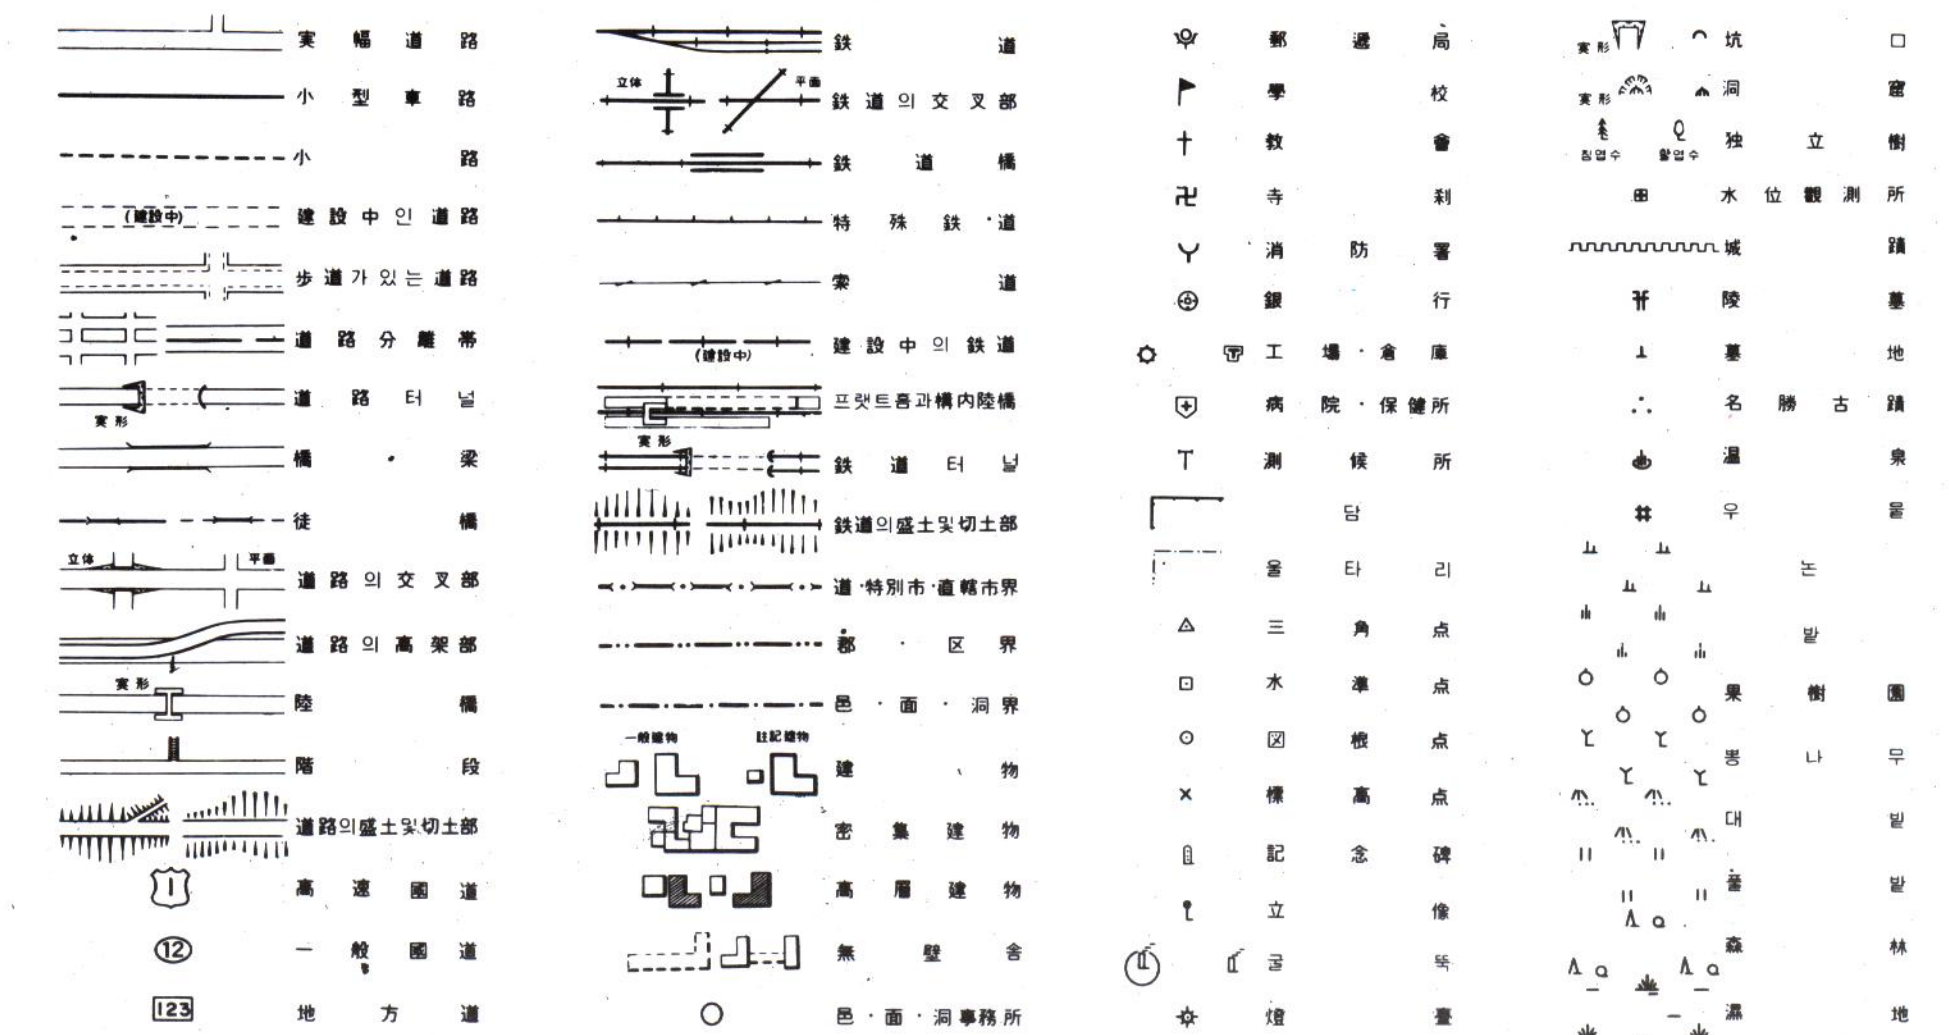 実幅道路
小型車路
小路
(建設中)
建設中인道路
歩道가있는道路
道路分離帯
道路터널
実形
橋梁
徒橋
立体 平面
道路의交叉部
道路의高架部
実形
陸橋
階段
道路의盛土및切土部
1 高速國道
12 一般國道
123 地方道
鉄道
立体 平面
鉄道의交叉部
鉄道橋
特殊鉄道
索道
建設中의鉄道
(建設中)
프랫트홈과構内陸橋
実形
鉄道터널
鉄道의盛土및切土部
道·特別市·直轄市界
郡·区界
邑·面·洞界
一般建物 註記建物
建物
密集建物
高層建物
無壁舎
邑·面·洞事務所
郵逓局
學校
教會
寺刹
消防署
銀行
工場·倉庫
病院·保健所
測候所
담
울타리
三角点
水準点
図根点
標高点
記念碑
立像
굴뚝
燈臺
実形 坑口
実形 洞窟
独立樹
침엽수 활엽수
水位観測所
城蹟
陵墓
墓地
名勝古蹟
温泉
우물
논
밭
果樹園
뽕나무
대밭
풀밭
森林
濕地